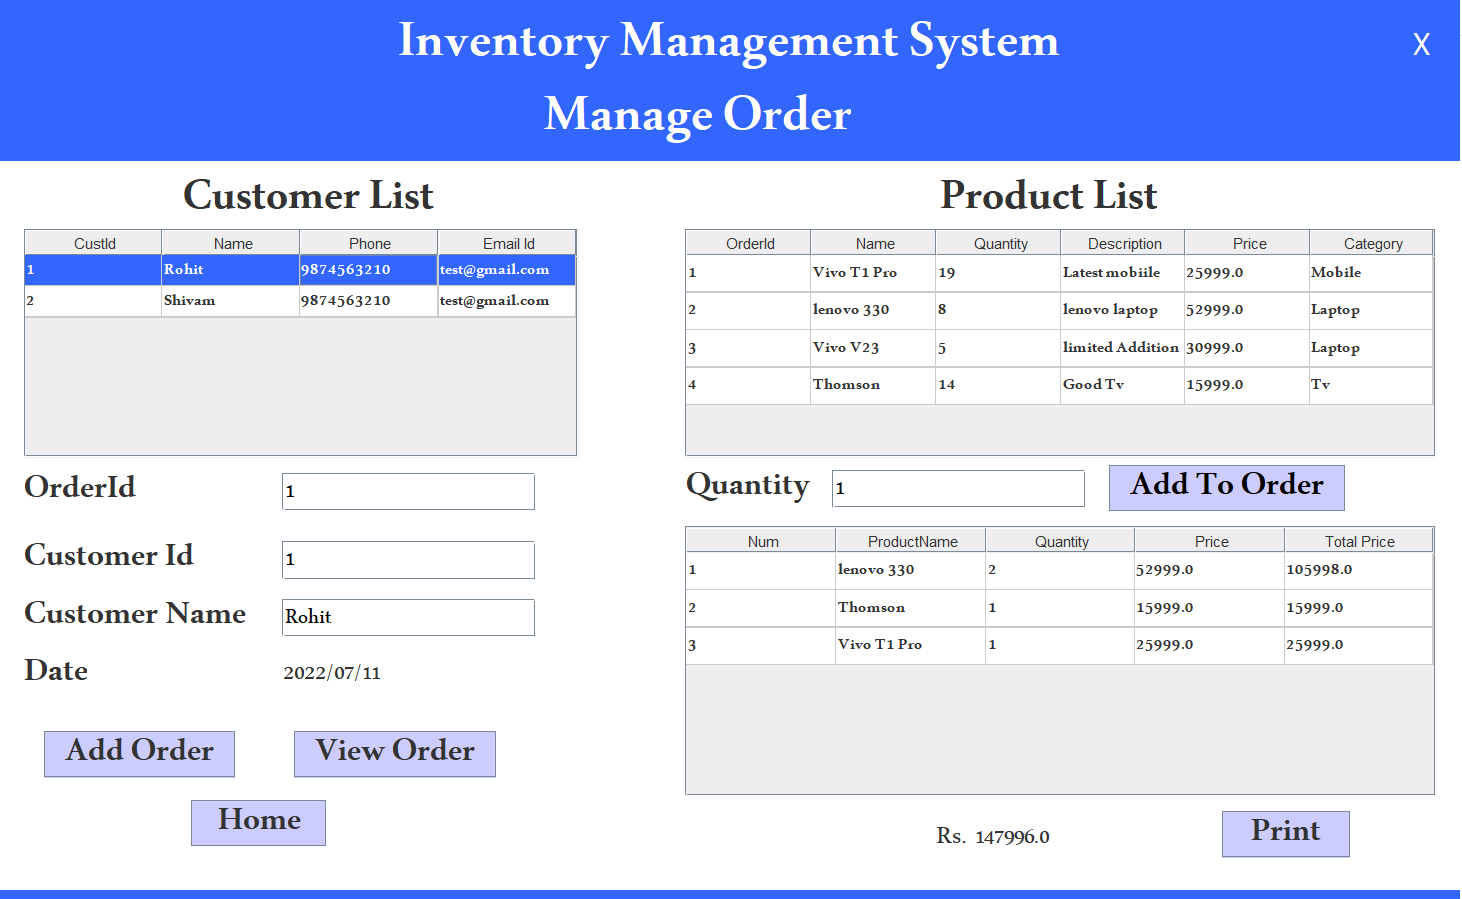 Inventory Management System
X
Manage Order
Customer List
CustId Name Phone Email Id
1 Rohit 9874563210 test@gmail.com
2 Shivam 9874563210 test@gmail.com
OrderId 1
Customer Id 1
Customer Name Rohit
Date 2022/07/11
Add Order View Order
Home
Product List
OrderId Name Quantity Description Price Category
1 Vivo T1 Pro 19 Latest mobiile 25999.0 Mobile
2 lenovo 330 8 lenovo laptop 52999.0 Laptop
3 Vivo V23 5 limited Addition 30999.0 Laptop
4 Thomson 14 Good Tv 15999.0 Tv
Quantity 1 Add To Order
Num ProductName Quantity Price Total Price
1 lenovo 330 2 52999.0 105998.0
2 Thomson 1 15999.0 15999.0
3 Vivo T1 Pro 1 25999.0 25999.0
Rs. 147996.0 Print